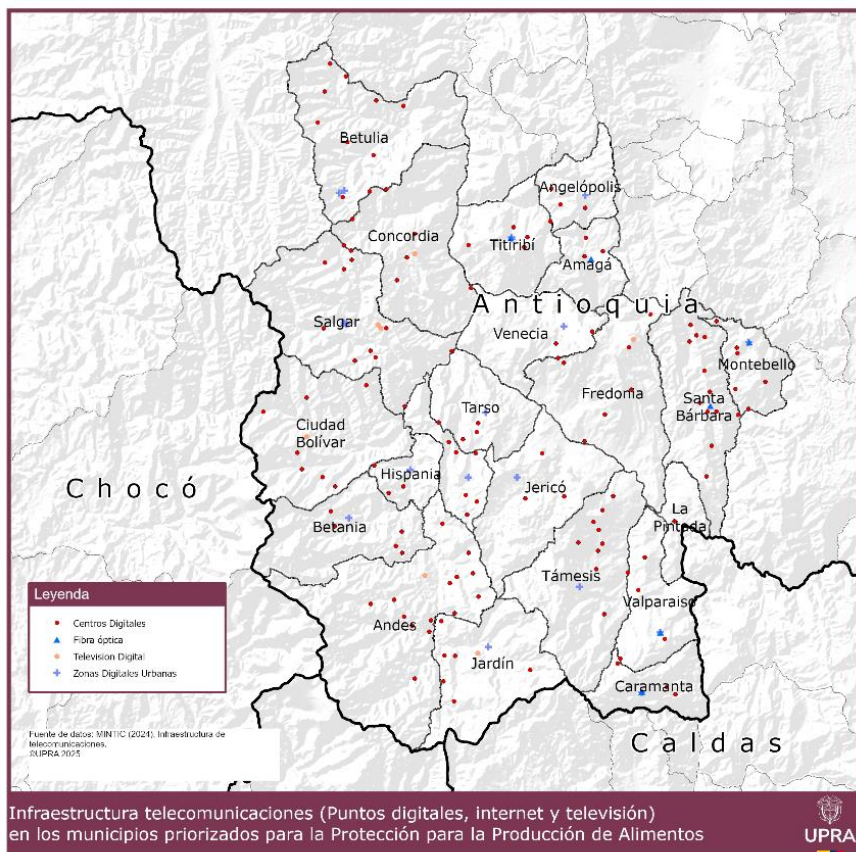 Betulia
Angelópolis
Concordia
Titiribí
Amagá
Antioquia
Salgar
Venecia
Montebello
Fredonia
Santa
Bárbara
Tarso
Ciudad
Bolívar
Hispania
Jericó
Chocó
La
Pintada
Betania
Támesis
Valparaiso
Andes
Jardín
Caramanta
Caldas
Leyenda
Centros Digitales
Fibra óptica
Television Digital
Zonas Digitales Urbanas
Fuente de datos: MINTIC (2024). Infraestructura de
telecomunicaciones.
©UPRA 2025
Infraestructura telecomunicaciones (Puntos digitales, internet y televisión)
en los municipios priorizados para la Protección para la Producción de Alimentos
UPRA